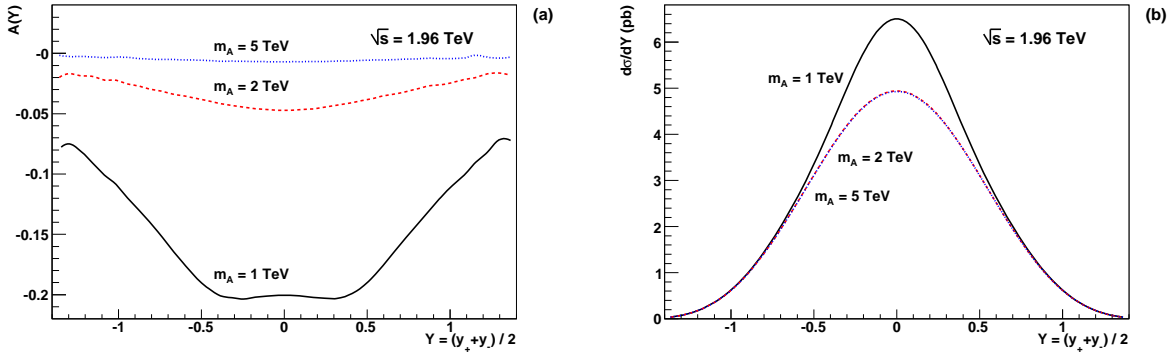 (a)
A(Y)
-0
-0.05
-0.1
-0.15
-0.2
√s = 1.96 TeV
m_A = 5 TeV
m_A = 2 TeV
m_A = 1 TeV
-1
-0.5
0
0.5
1
Y = (y_+ + y_-) / 2
(b)
dσ/dY (pb)
6
5
4
3
2
1
0
√s = 1.96 TeV
m_A = 1 TeV
m_A = 2 TeV
m_A = 5 TeV
-1
-0.5
0
0.5
1
Y = (y_+ + y_-) / 2